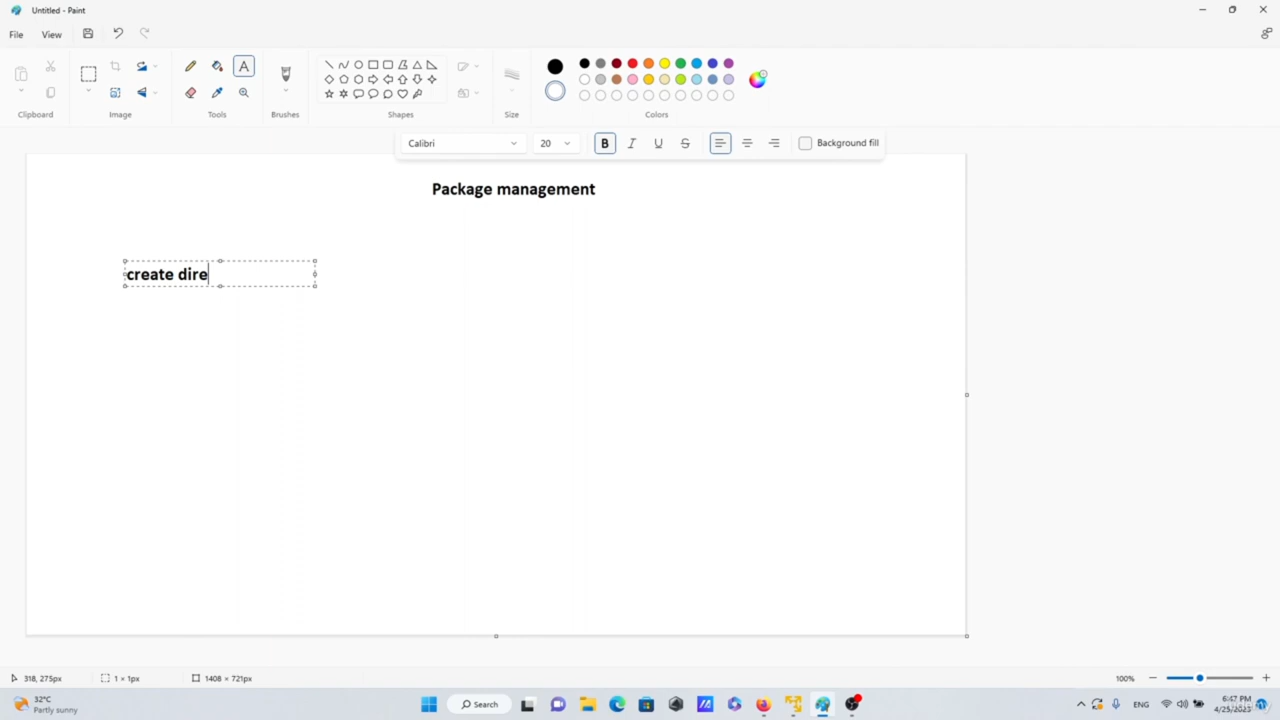 Untitled - Paint
File
View
Clipboard
Image
Tools
Brushes
Shapes
Size
Colors
Calibri
20
B
Background fill
Package management
create dire
318, 275px
1 × 1px
1408 × 721px
100%
32°C
Partly sunny
Search
ENG
6:47 PM
4/25/2023